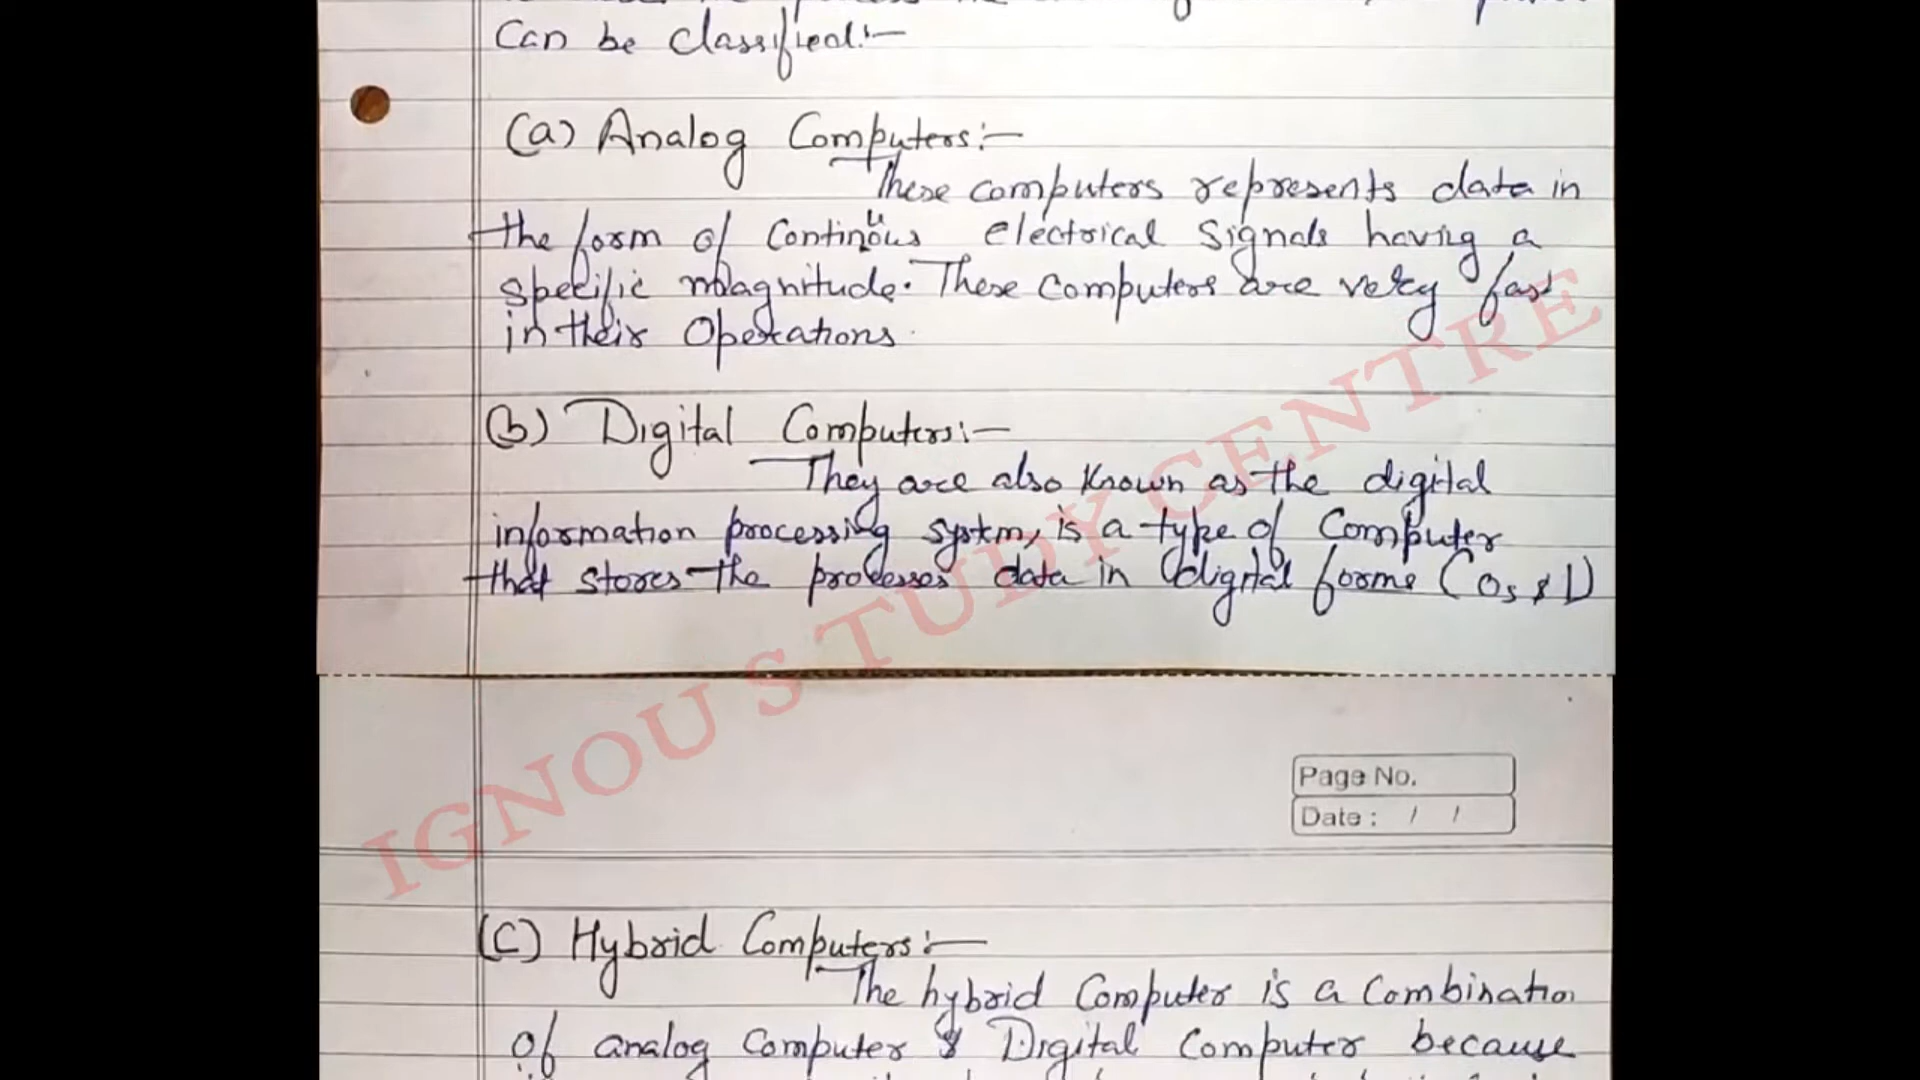 Can be classified:-
(a) Analog Computers:-
These computers represents data in
the form of Continuous electrical signals having a
specific magnitude. These computers are very fast
in their Operations.
(b) Digital Computers:-
They are also known as the digital
information processing system, is a type of Computer
that stores the processes data in digital forms (0s & 1)
IGNOU STUDY CENTRE
Page No.
Date : / /
(C) Hybrid Computers:-
The hybrid Computer is a Combination
of analog Computer & Digital Computer because